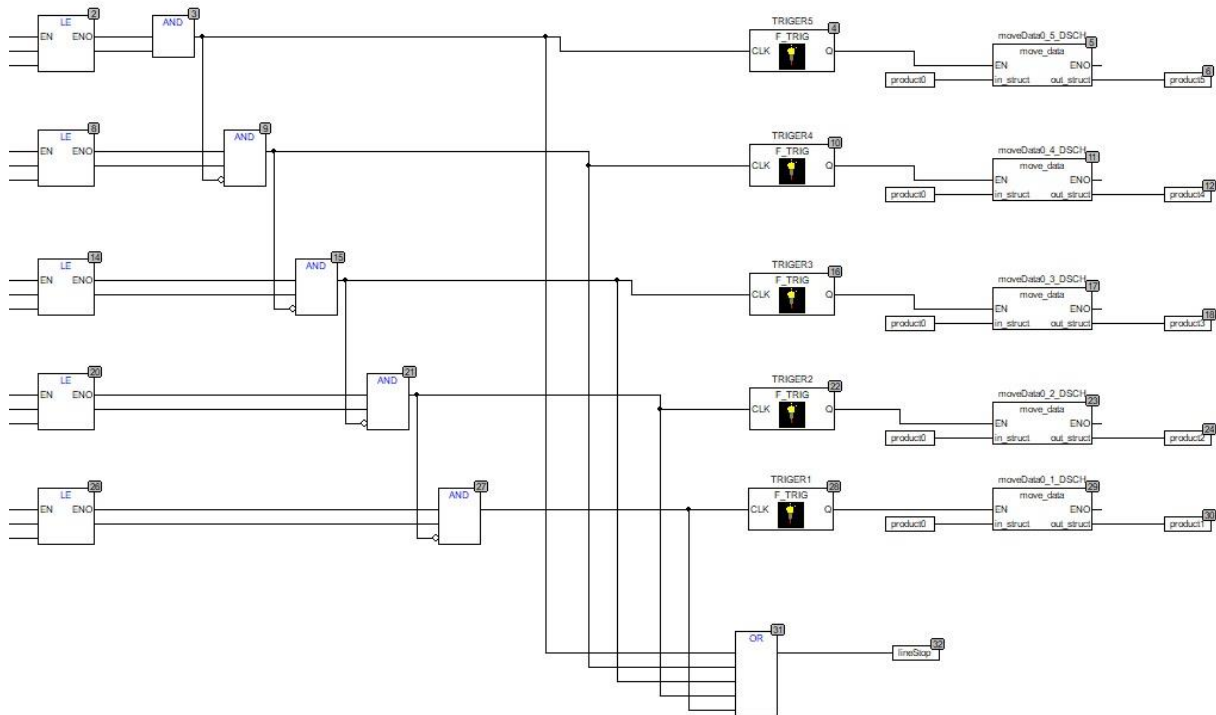 2
LE
EN ENO
3
AND
TRIGER5
4
F_TRIG
CLK Q
moveData0_5_DSCH
5
move_data
EN ENO
product0
in_struct out_struct
6
product5
8
LE
EN ENO
9
AND
TRIGER4
10
F_TRIG
CLK Q
moveData0_4_DSCH
11
move_data
EN ENO
product0
in_struct out_struct
12
product4
14
LE
EN ENO
15
AND
TRIGER3
16
F_TRIG
CLK Q
moveData0_3_DSCH
17
move_data
EN ENO
product0
in_struct out_struct
18
product3
20
LE
EN ENO
21
AND
TRIGER2
22
F_TRIG
CLK Q
moveData0_2_DSCH
23
move_data
EN ENO
product0
in_struct out_struct
24
product2
26
LE
EN ENO
27
AND
TRIGER1
28
F_TRIG
CLK Q
moveData0_1_DSCH
29
move_data
EN ENO
product0
in_struct out_struct
30
product1
31
OR
32
lineStop